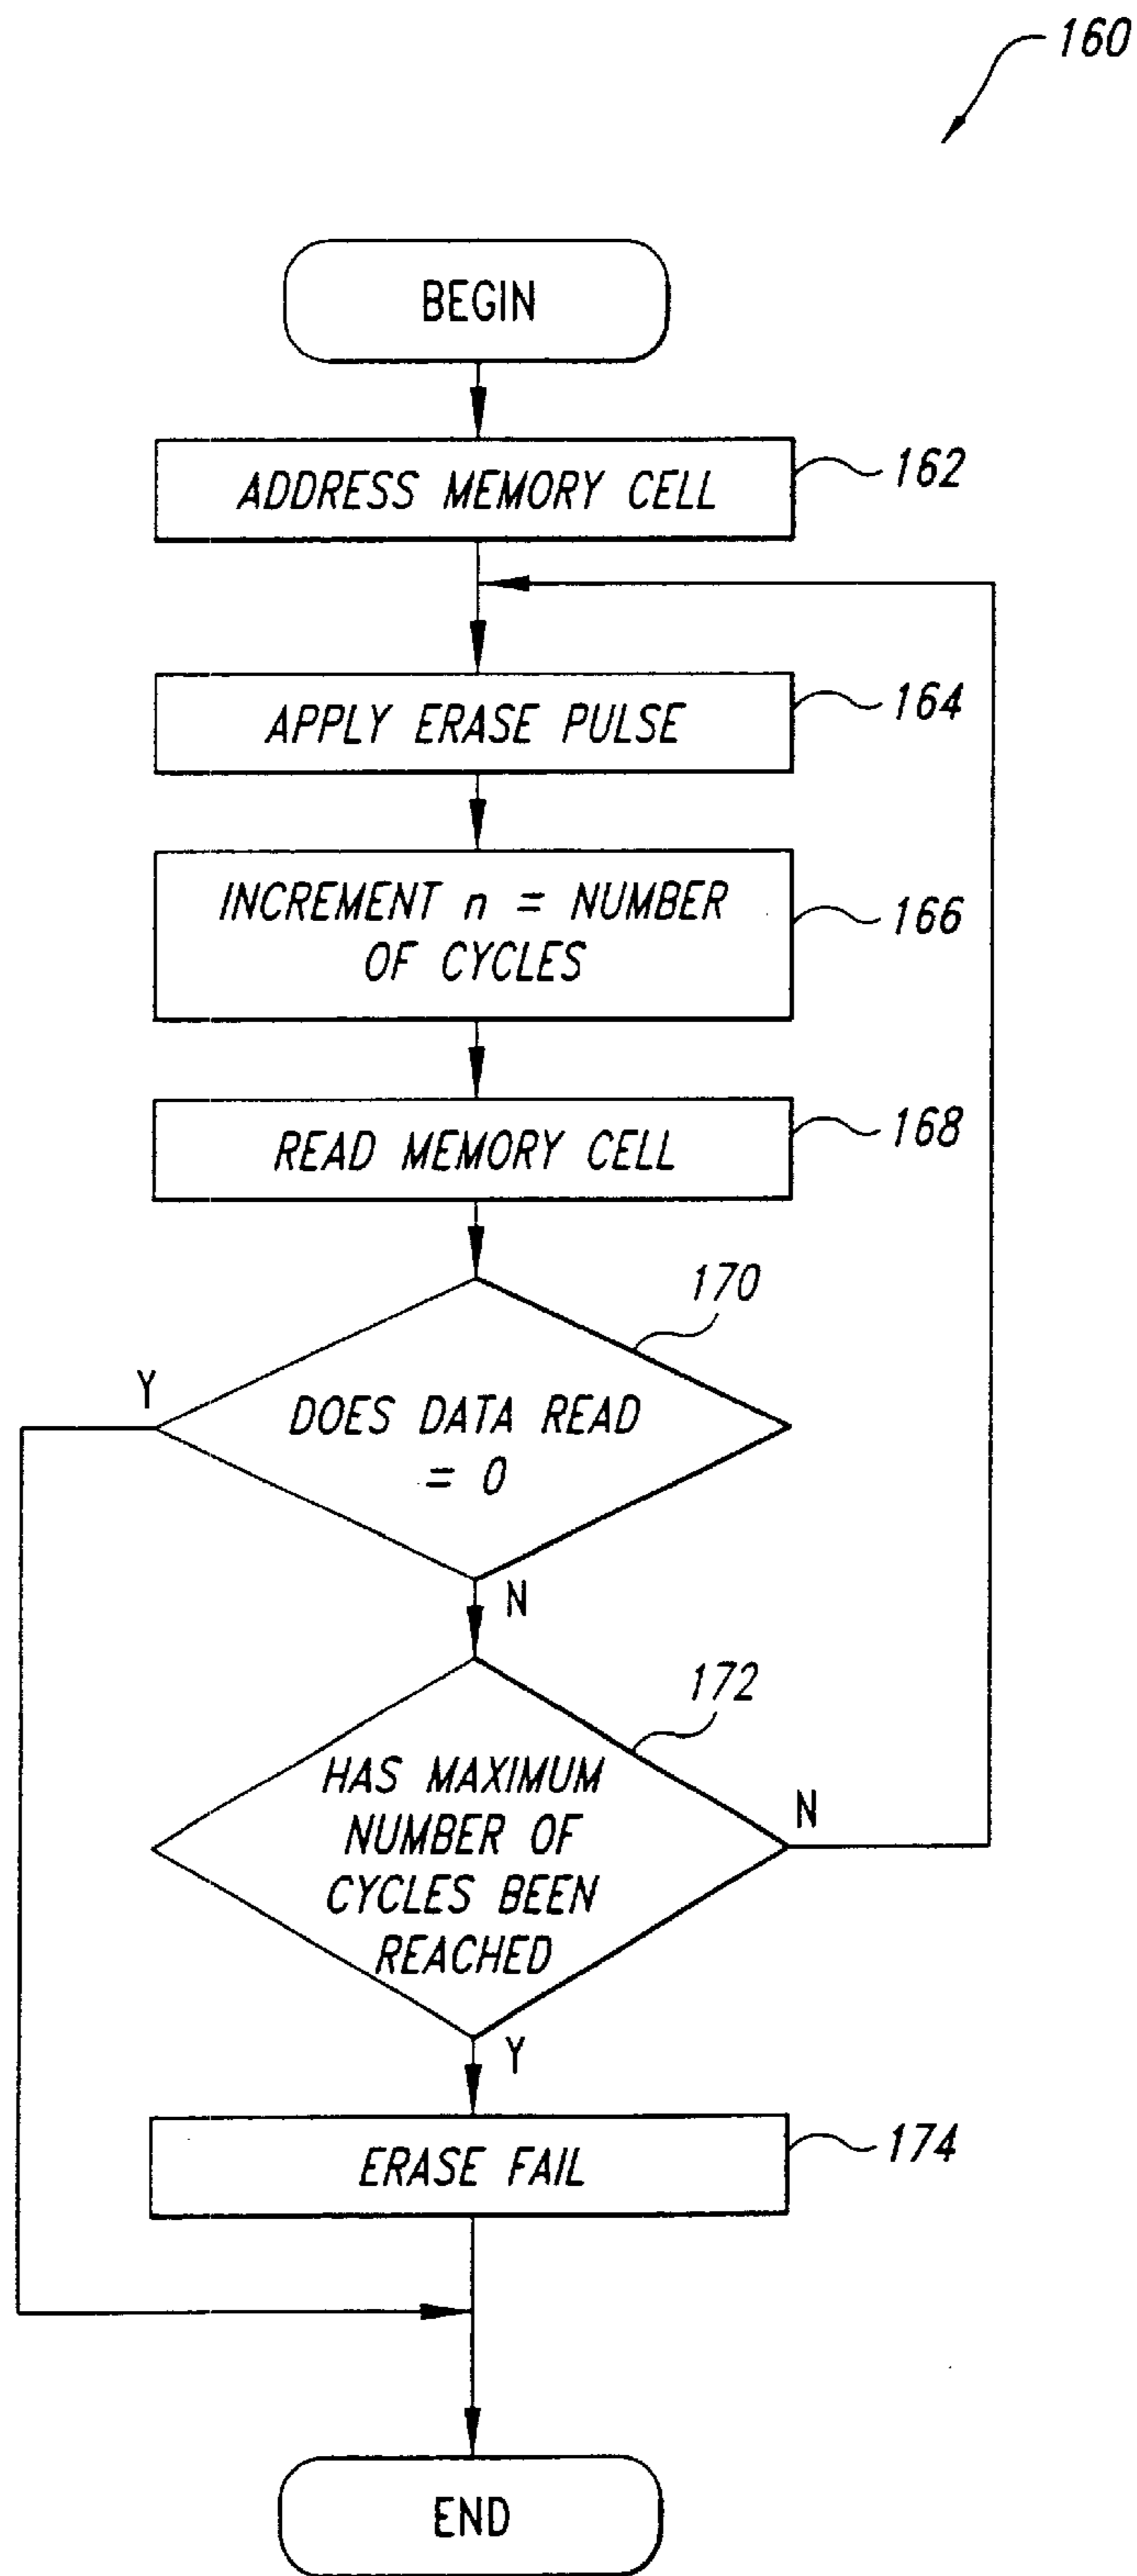 160
BEGIN
ADDRESS MEMORY CELL
162
APPLY ERASE PULSE
164
INCREMENT n = NUMBER
OF CYCLES
166
READ MEMORY CELL
168
170
Y
DOES DATA READ
= 0
N
172
HAS MAXIMUM
NUMBER OF
CYCLES BEEN
REACHED
N
Y
ERASE FAIL
174
END